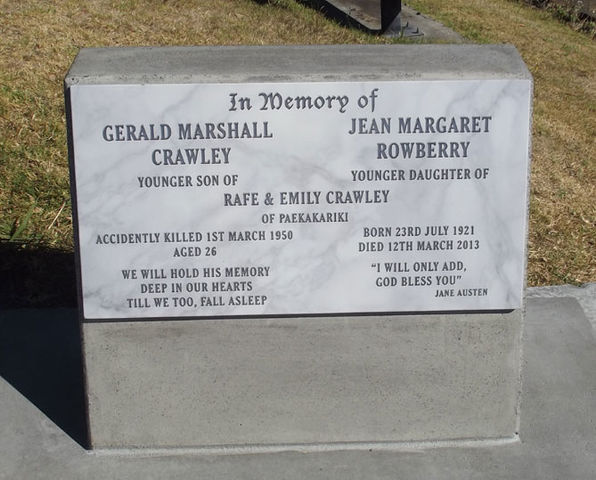 In Memory of
GERALD MARSHALL
CRAWLEY
YOUNGER SON OF
JEAN MARGARET
ROWBERRY
YOUNGER DAUGHTER OF
RAFE & EMILY CRAWLEY
OF PAEKAKARIKI
ACCIDENTLY KILLED 1ST MARCH 1950
AGED 26
WE WILL HOLD HIS MEMORY
DEEP IN OUR HEARTS
TILL WE TOO, FALL ASLEEP
BORN 23RD JULY 1921
DIED 12TH MARCH 2013
"I WILL ONLY ADD,
GOD BLESS YOU"
JANE AUSTEN